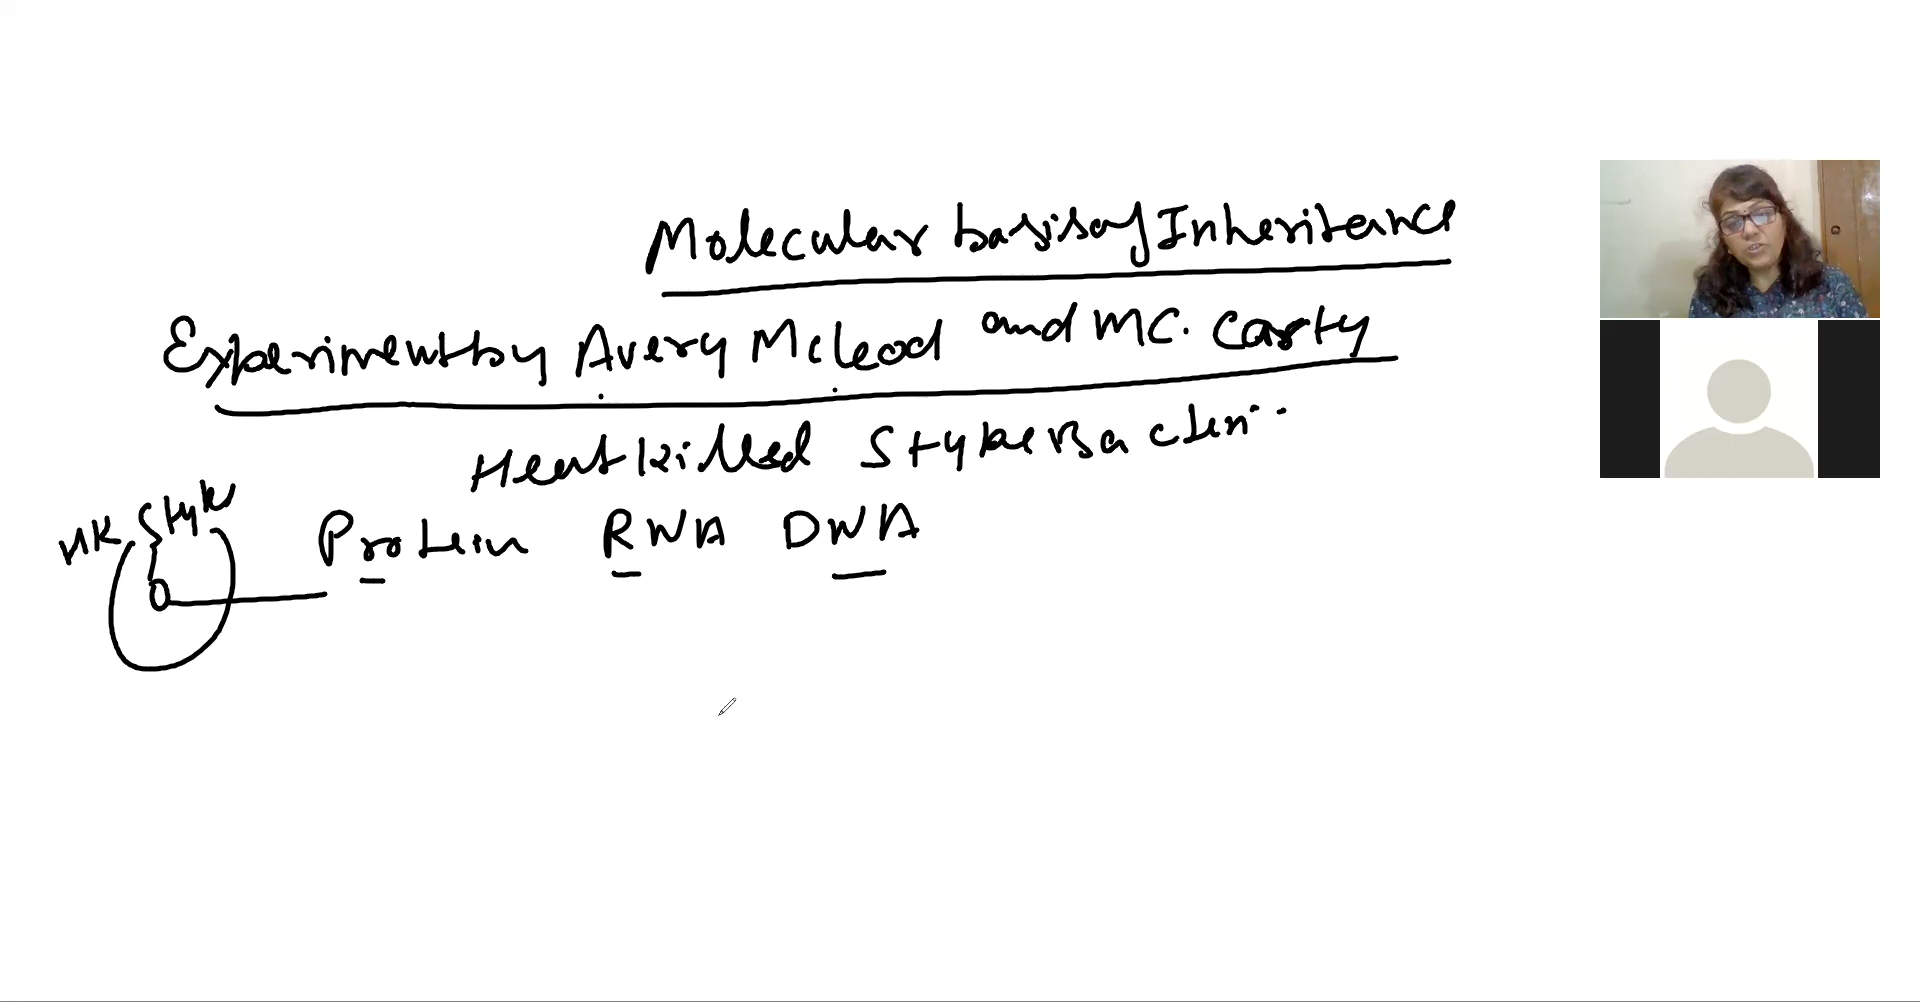 Molecular basis of Inheritance
Experiment by Avery McLeod and MC. Carty
Heat killed S type Bacteri..
HK S type
Protein RNA DNA